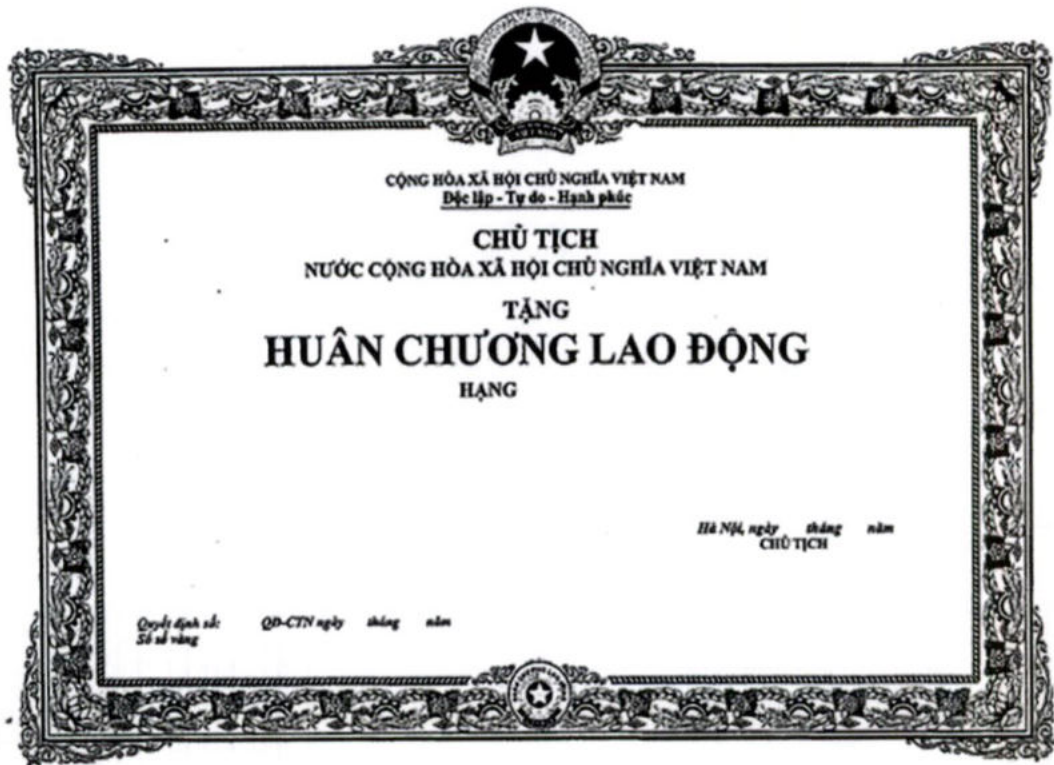 CỘNG HÒA XÃ HỘI CHỦ NGHĨA VIỆT NAM
Độc lập - Tự do - Hạnh phúc
CHỦ TỊCH
NƯỚC CỘNG HÒA XÃ HỘI CHỦ NGHĨA VIỆT NAM
TẶNG
HUÂN CHƯƠNG LAO ĐỘNG
HẠNG
Hà Nội, ngày tháng năm
CHỦ TỊCH
Quyết định số: QĐ-CTN ngày tháng năm
Số sổ vàng